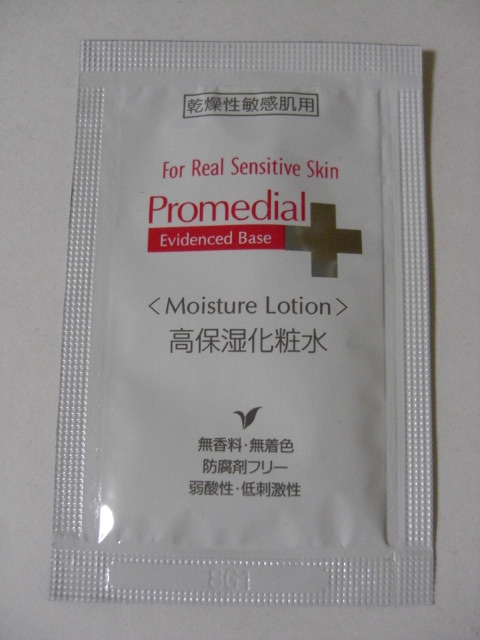 乾燥性敏感肌用
For Real Sensitive Skin
Promedial
Evidenced Base
<Moisture Lotion>
高保湿化粧水
無香料・無着色
防腐剤フリー
弱酸性・低刺激性